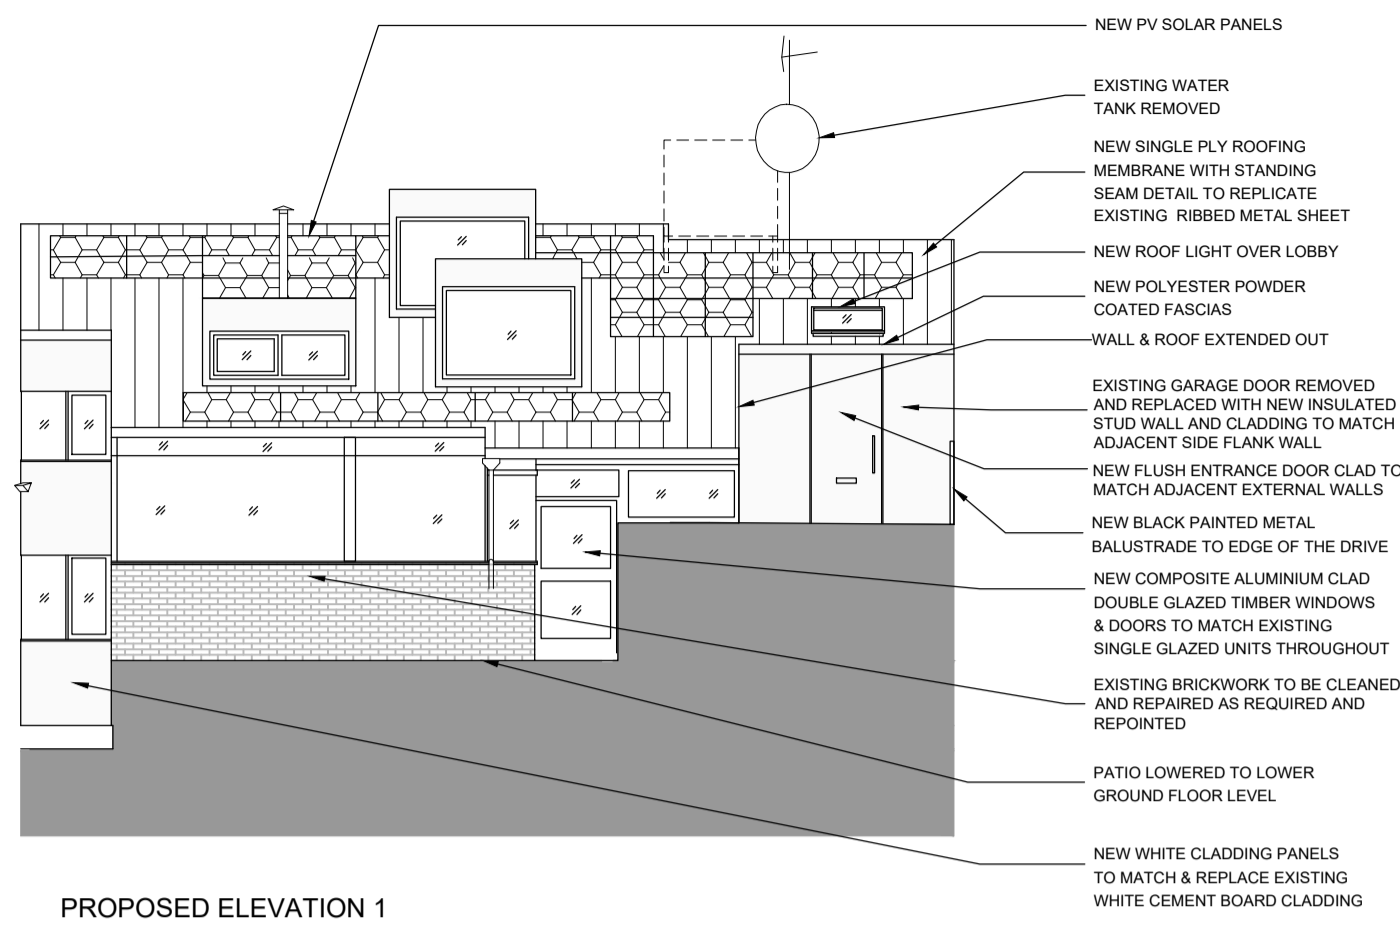 NEW PV SOLAR PANELS
EXISTING WATER
TANK REMOVED
NEW SINGLE PLY ROOFING
MEMBRANE WITH STANDING
SEAM DETAIL TO REPLICATE
EXISTING RIBBED METAL SHEET
NEW ROOF LIGHT OVER LOBBY
NEW POLYESTER POWDER
COATED FASCIAS
WALL & ROOF EXTENDED OUT
EXISTING GARAGE DOOR REMOVED
AND REPLACED WITH NEW INSULATED
STUD WALL AND CLADDING TO MATCH
ADJACENT SIDE FLANK WALL
NEW FLUSH ENTRANCE DOOR CLAD TO
MATCH ADJACENT EXTERNAL WALLS
NEW BLACK PAINTED METAL
BALUSTRADE TO EDGE OF THE DRIVE
NEW COMPOSITE ALUMINIUM CLAD
DOUBLE GLAZED TIMBER WINDOWS
& DOORS TO MATCH EXISTING
SINGLE GLAZED UNITS THROUGHOUT
EXISTING BRICKWORK TO BE CLEANED
AND REPAIRED AS REQUIRED AND
REPOINTED
PATIO LOWERED TO LOWER
GROUND FLOOR LEVEL
NEW WHITE CLADDING PANELS
TO MATCH & REPLACE EXISTING
WHITE CEMENT BOARD CLADDING
PROPOSED ELEVATION 1